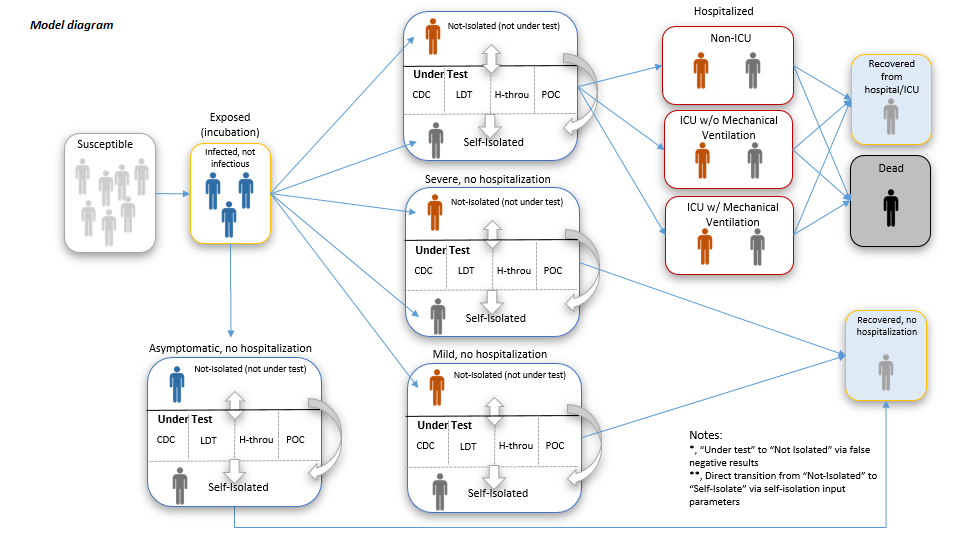 Model diagram
Susceptible
Exposed
(incubation)
Infected, not
infectious
Not-Isolated (not under test)
Under Test
CDC LDT H-throu POC
Self-Isolated
Severe, no hospitalization
Not-Isolated (not under test)
Under Test
CDC LDT H-throu POC
Self-Isolated
Mild, no hospitalization
Not-Isolated (not under test)
Under Test
CDC LDT H-throu POC
Self-Isolated
Asymptomatic, no hospitalization
Not-Isolated (not under test)
Under Test
CDC LDT H-throu POC
Self-Isolated
Hospitalized
Non-ICU
ICU w/o Mechanical
Ventilation
ICU w/ Mechanical
Ventilation
Recovered
from
hospital/ICU
Dead
Recovered, no
hospitalization
Notes:
*, “Under test” to “Not Isolated” via false
negative results
**, Direct transition from “Not-Isolated” to
“Self-Isolate” via self-isolation input
parameters